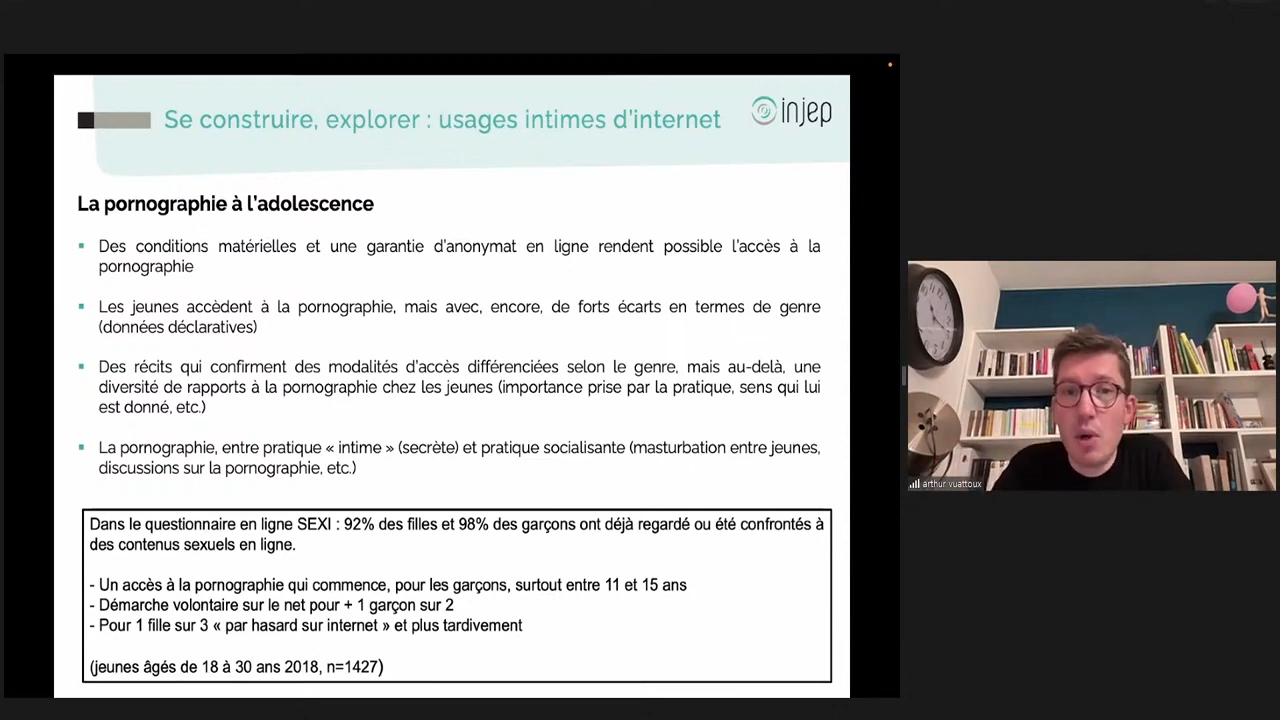 Se construire, explorer : usages intimes d'internet
injep
La pornographie à l'adolescence
▪ Des conditions matérielles et une garantie d'anonymat en ligne rendent possible l'accès à la
pornographie
▪ Les jeunes accèdent à la pornographie, mais avec, encore, de forts écarts en termes de genre
(données déclaratives)
▪ Des récits qui confirment des modalités d'accès différenciées selon le genre, mais au-delà, une
diversité de rapports à la pornographie chez les jeunes (importance prise par la pratique, sens qui lui
est donné, etc.)
▪ La pornographie, entre pratique « intime » (secrète) et pratique socialisante (masturbation entre jeunes,
discussions sur la pornographie, etc.)
Dans le questionnaire en ligne SEXI : 92% des filles et 98% des garçons ont déjà regardé ou été confrontés à
des contenus sexuels en ligne.
- Un accès à la pornographie qui commence, pour les garçons, surtout entre 11 et 15 ans
- Démarche volontaire sur le net pour + 1 garçon sur 2
- Pour 1 fille sur 3 « par hasard sur internet » et plus tardivement
(jeunes âgés de 18 à 30 ans 2018, n=1427)
arthur vuattoux